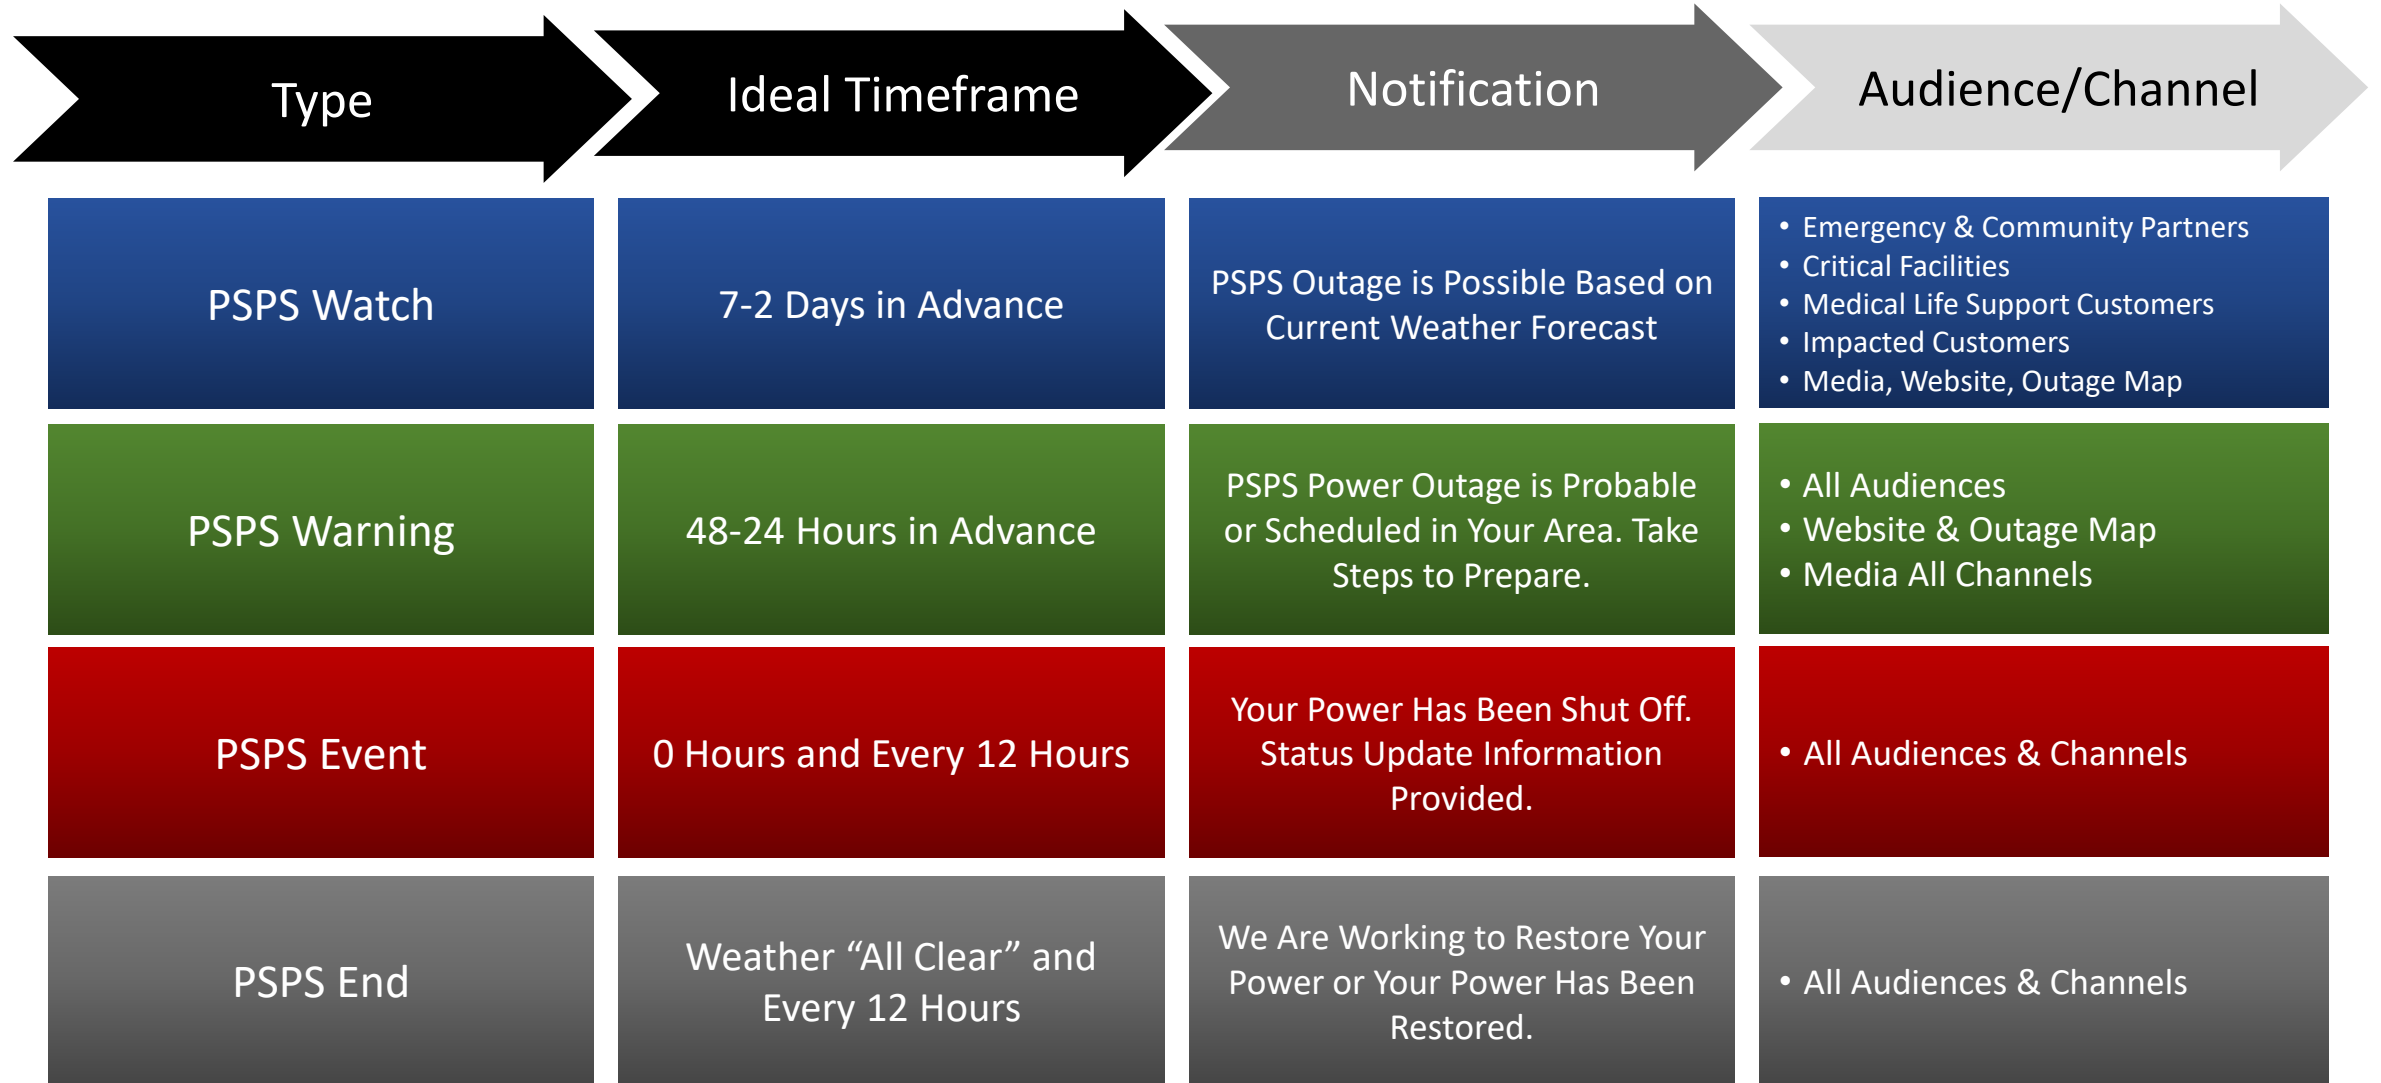 Type
Ideal Timeframe
Notification
Audience/Channel
PSPS Watch
7-2 Days in Advance
PSPS Outage is Possible Based on
Current Weather Forecast
• Emergency & Community Partners
• Critical Facilities
• Medical Life Support Customers
• Impacted Customers
• Media, Website, Outage Map
PSPS Warning
48-24 Hours in Advance
PSPS Power Outage is Probable
or Scheduled in Your Area. Take
Steps to Prepare.
• All Audiences
• Website & Outage Map
• Media All Channels
PSPS Event
0 Hours and Every 12 Hours
Your Power Has Been Shut Off.
Status Update Information
Provided.
• All Audiences & Channels
PSPS End
Weather “All Clear” and
Every 12 Hours
We Are Working to Restore Your
Power or Your Power Has Been
Restored.
• All Audiences & Channels